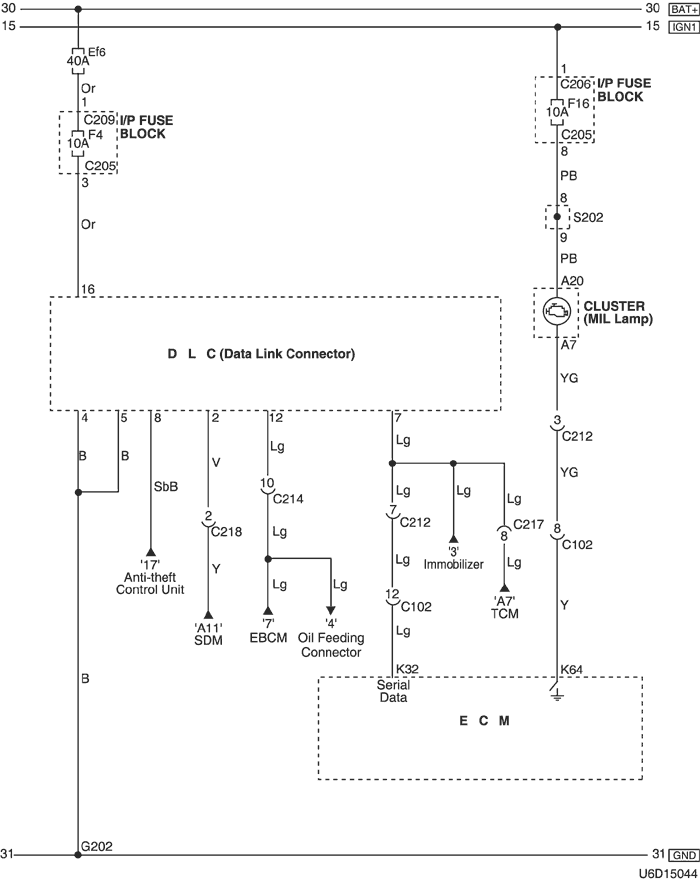 30 30 BAT+
15 15 IGN1
Ef6
40A
Or
1
C209 I/P FUSE
BLOCK
F4
10A
C205
3
Or
16
1
C206 I/P FUSE
BLOCK
F16
10A
C205
8
PB
8
S202
9
PB
A20
CLUSTER
(MIL Lamp)
A7
YG
3
C212
YG
8
C102
Y
K64
D L C (Data Link Connector)
4 5 8 2 12 7
B B
SbB
'17'
Anti-theft
Control Unit
V
2
C218
Y
'A11'
SDM
Lg
10
C214
Lg
Lg Lg
'7'
EBCM
'4'
Oil Feeding
Connector
Lg
Lg Lg Lg
7
C212
'3'
Immobilizer
C217
8
Lg
'A7'
TCM
Lg
12
C102
Lg
K32
Serial
Data
E C M
B
G202
31 31 GND
U6D15044